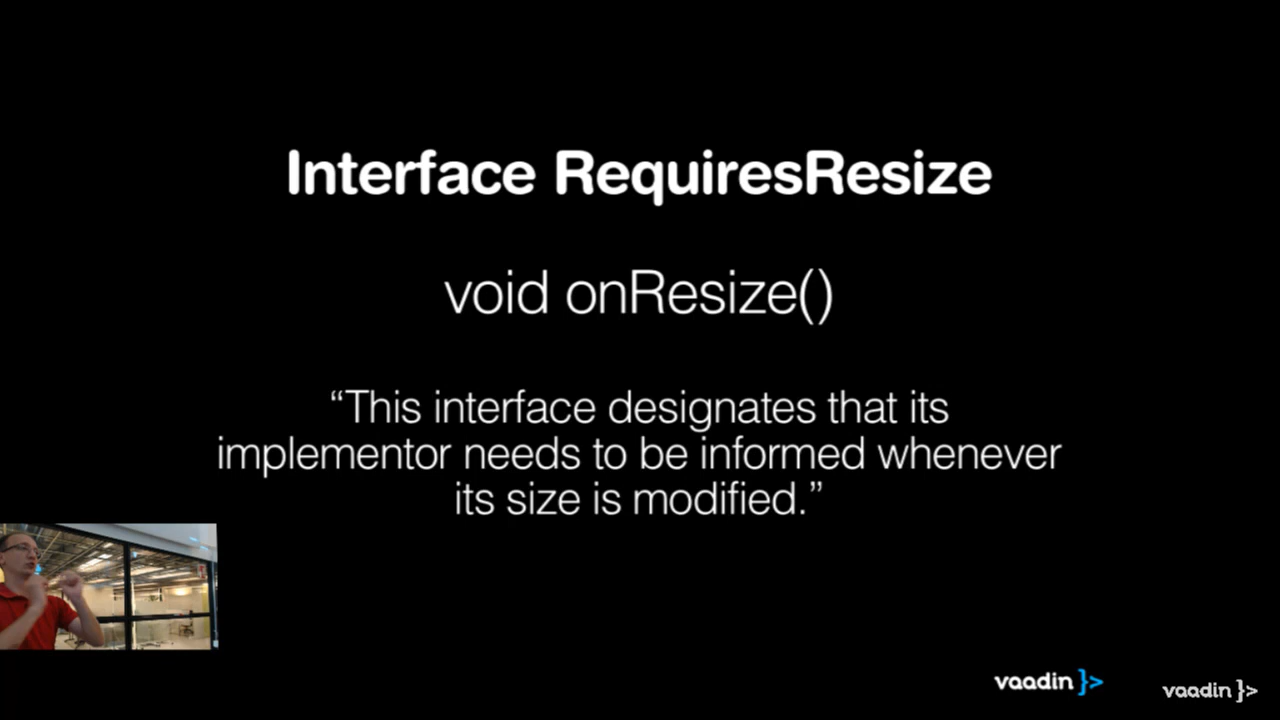 Interface RequiresResize
void onResize()
“This interface designates that its
implementor needs to be informed whenever
its size is modified.”
vaadin }>
vaadin }>